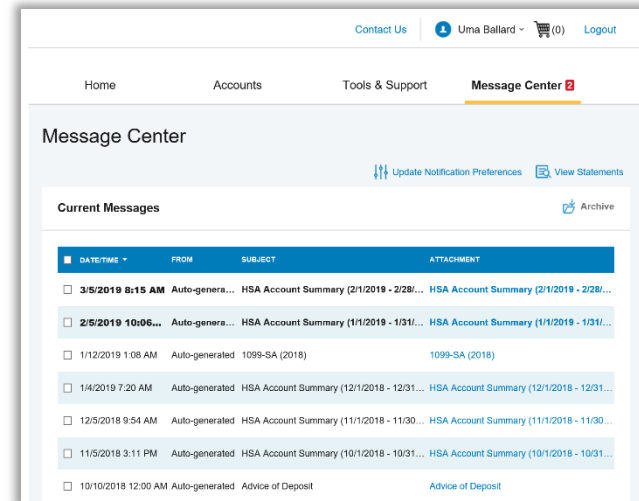 Contact Us Uma Ballard (0) Logout
Home Accounts Tools & Support Message Center 2
Message Center
Update Notification Preferences View Statements
Current Messages Archive
DATE/TIME FROM SUBJECT ATTACHMENT
3/5/2019 8:15 AM Auto-genera... HSA Account Summary (2/1/2019 - 2/28/... HSA Account Summary (2/1/2019 - 2/28/...
2/5/2019 10:06... Auto-genera... HSA Account Summary (1/1/2019 - 1/31/... HSA Account Summary (1/1/2019 - 1/31/...
1/12/2019 1:08 AM Auto-generated 1099-SA (2018) 1099-SA (2018)
1/4/2019 7:20 AM Auto-generated HSA Account Summary (12/1/2018 - 12/31... HSA Account Summary (12/1/2018 - 12/31...
12/5/2018 9:54 AM Auto-generated HSA Account Summary (11/1/2018 - 11/30... HSA Account Summary (11/1/2018 - 11/30...
11/5/2018 3:11 PM Auto-generated HSA Account Summary (10/1/2018 - 10/31... HSA Account Summary (10/1/2018 - 10/31...
10/10/2018 12:00 AM Auto-generated Advice of Deposit Advice of Deposit